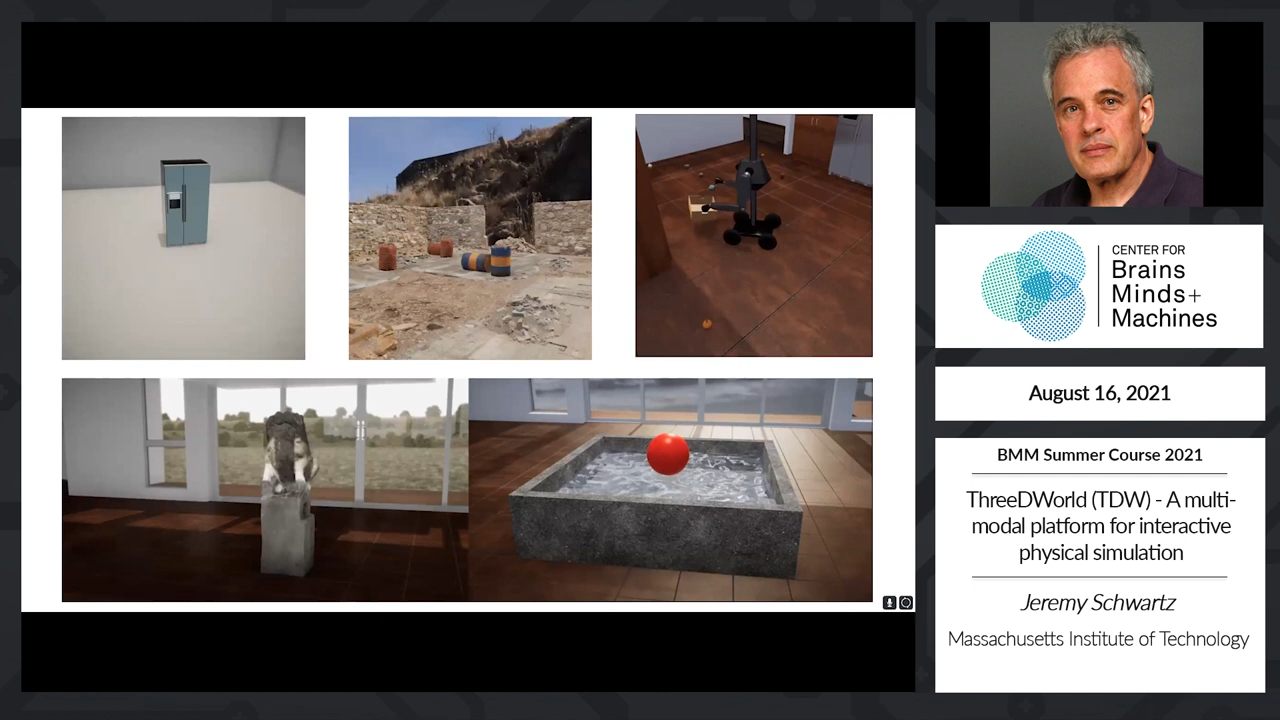 CENTER FOR
Brains
Minds+
Machines
August 16, 2021
BMM Summer Course 2021
ThreeDWorld (TDW) - A multi-
modal platform for interactive
physical simulation
Jeremy Schwartz
Massachusetts Institute of Technology